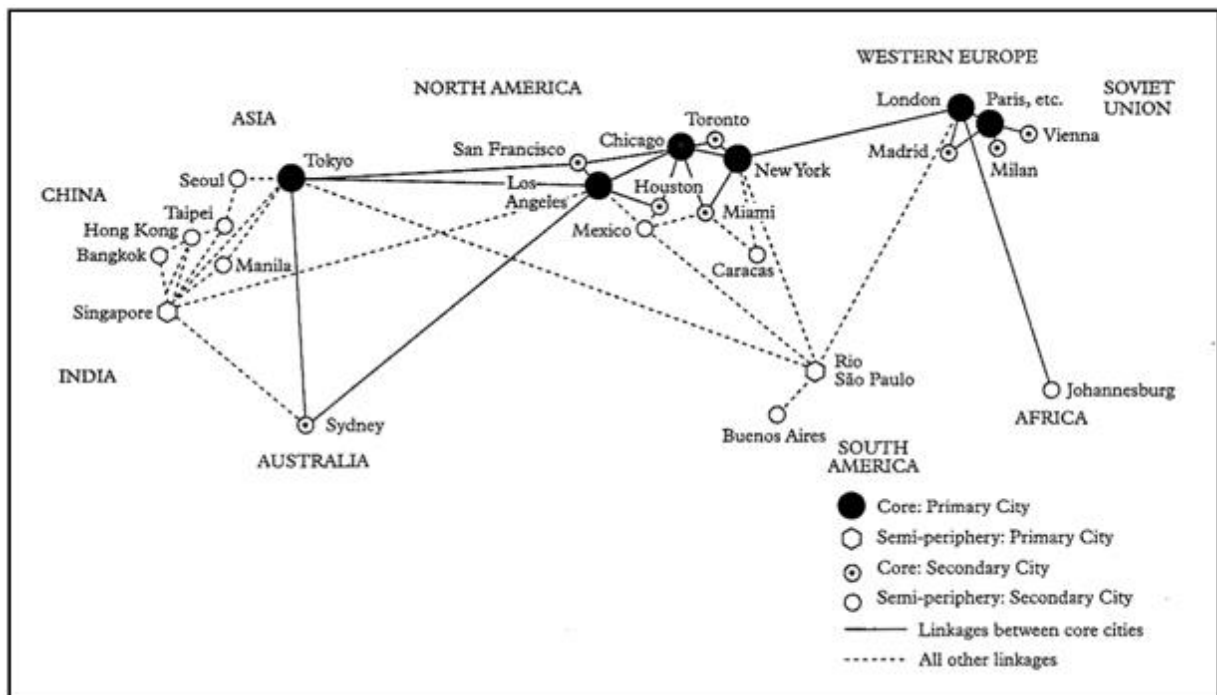 WESTERN EUROPE
NORTH AMERICA
SOVIET
UNION
London
Paris, etc.
ASIA
Toronto
Chicago
Vienna
San Francisco
Madrid
Milan
Tokyo
New York
Seoul
Los
Angeles
Houston
CHINA
Taipei
Miami
Hong Kong
Mexico
Bangkok
Manila
Caracas
Singapore
Rio
São Paulo
INDIA
Johannesburg
AFRICA
Sydney
Buenos Aires
AUSTRALIA
SOUTH
AMERICA
Core: Primary City
Semi-periphery: Primary City
Core: Secondary City
Semi-periphery: Secondary City
Linkages between core cities
All other linkages